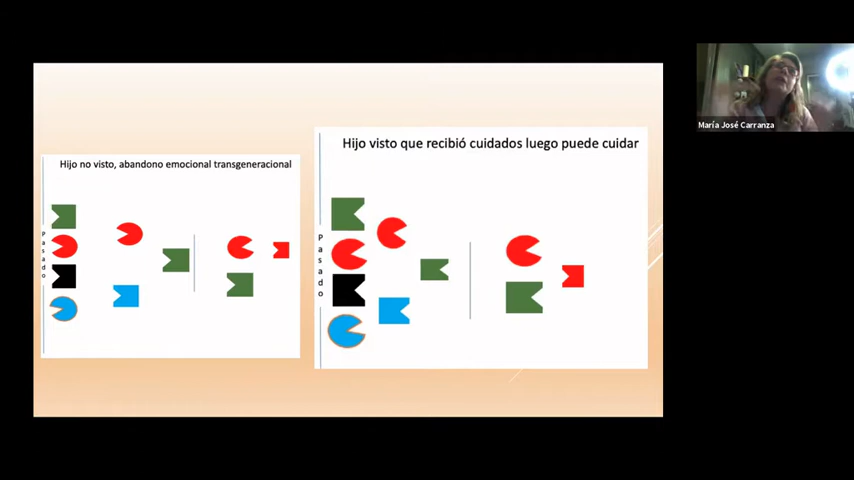 Hijo no visto, abandono emocional transgeneracional
Pasado
Hijo visto que recibió cuidados luego puede cuidar
Pasado
María José Carranza